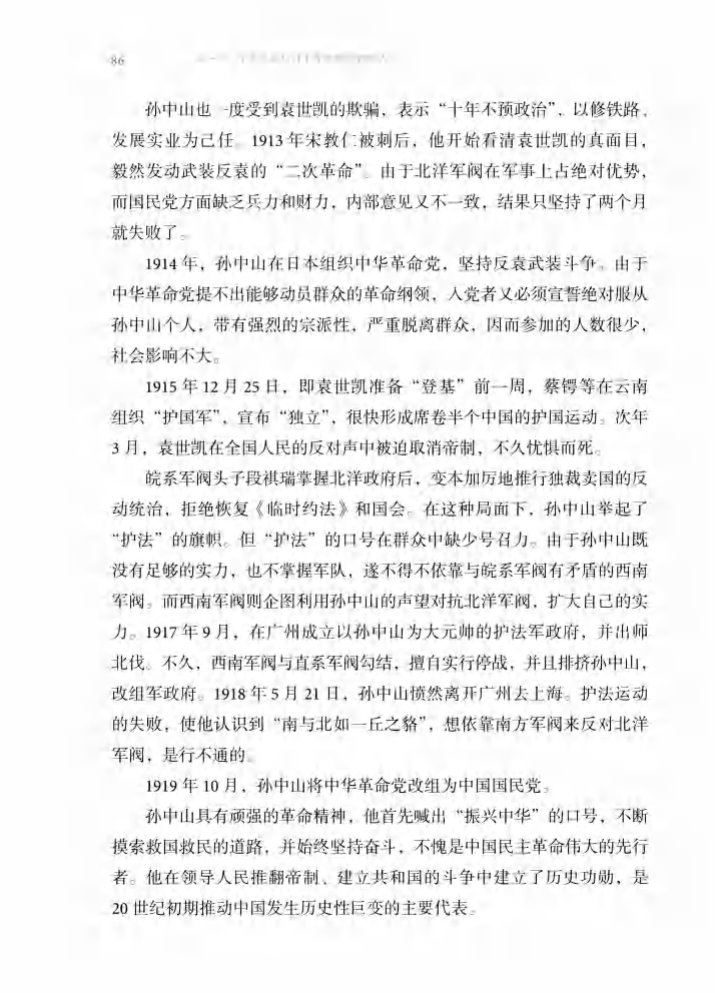 86
孙中山也一度受到袁世凯的欺骗，表示“十年不预政治”，以修铁路、
发展实业为己任。1913 年宋教仁被刺后，他开始看清袁世凯的真面目，
毅然发动武装反袁的“二次革命”。由于北洋军阀在军事上占绝对优势，
而国民党方面缺乏兵力和财力，内部意见又不一致，结果只坚持了两个月
就失败了。
1914 年，孙中山在日本组织中华革命党，坚持反袁武装斗争。由于
中华革命党提不出能够动员群众的革命纲领，入党者又必须宣誓绝对服从
孙中山个人，带有强烈的宗派性，严重脱离群众，因而参加的人数很少，
社会影响不大。
1915 年 12 月 25 日，即袁世凯准备“登基”前一周，蔡锷等在云南
组织“护国军”，宣布“独立”，很快形成席卷半个中国的护国运动。次年
3 月，袁世凯在全国人民的反对声中被迫取消帝制，不久忧惧而死。
皖系军阀头子段祺瑞掌握北洋政府后，变本加厉地推行独裁卖国的反
动统治，拒绝恢复《临时约法》和国会。在这种局面下，孙中山举起了
“护法”的旗帜。但“护法”的口号在群众中缺少号召力。由于孙中山既
没有足够的实力，也不掌握军队，遂不得不依靠与皖系军阀有矛盾的西南
军阀。而西南军阀则企图利用孙中山的声望对抗北洋军阀，扩大自己的实
力。1917 年 9 月，在广州成立以孙中山为大元帅的护法军政府，并出师
北伐。不久，西南军阀与直系军阀勾结，擅自实行停战，并且排挤孙中山，
改组军政府。1918 年 5 月 21 日，孙中山愤然离开广州去上海。护法运动
的失败，使他认识到“南与北如一丘之貉”，想依靠南方军阀来反对北洋
军阀，是行不通的。
1919 年 10 月，孙中山将中华革命党改组为中国国民党。
孙中山具有顽强的革命精神，他首先喊出“振兴中华”的口号，不断
摸索救国救民的道路，并始终坚持奋斗，不愧是中国民主革命伟大的先行
者。他在领导人民推翻帝制、建立共和国的斗争中建立了历史功勋，是
20 世纪初期推动中国发生历史性巨变的主要代表。